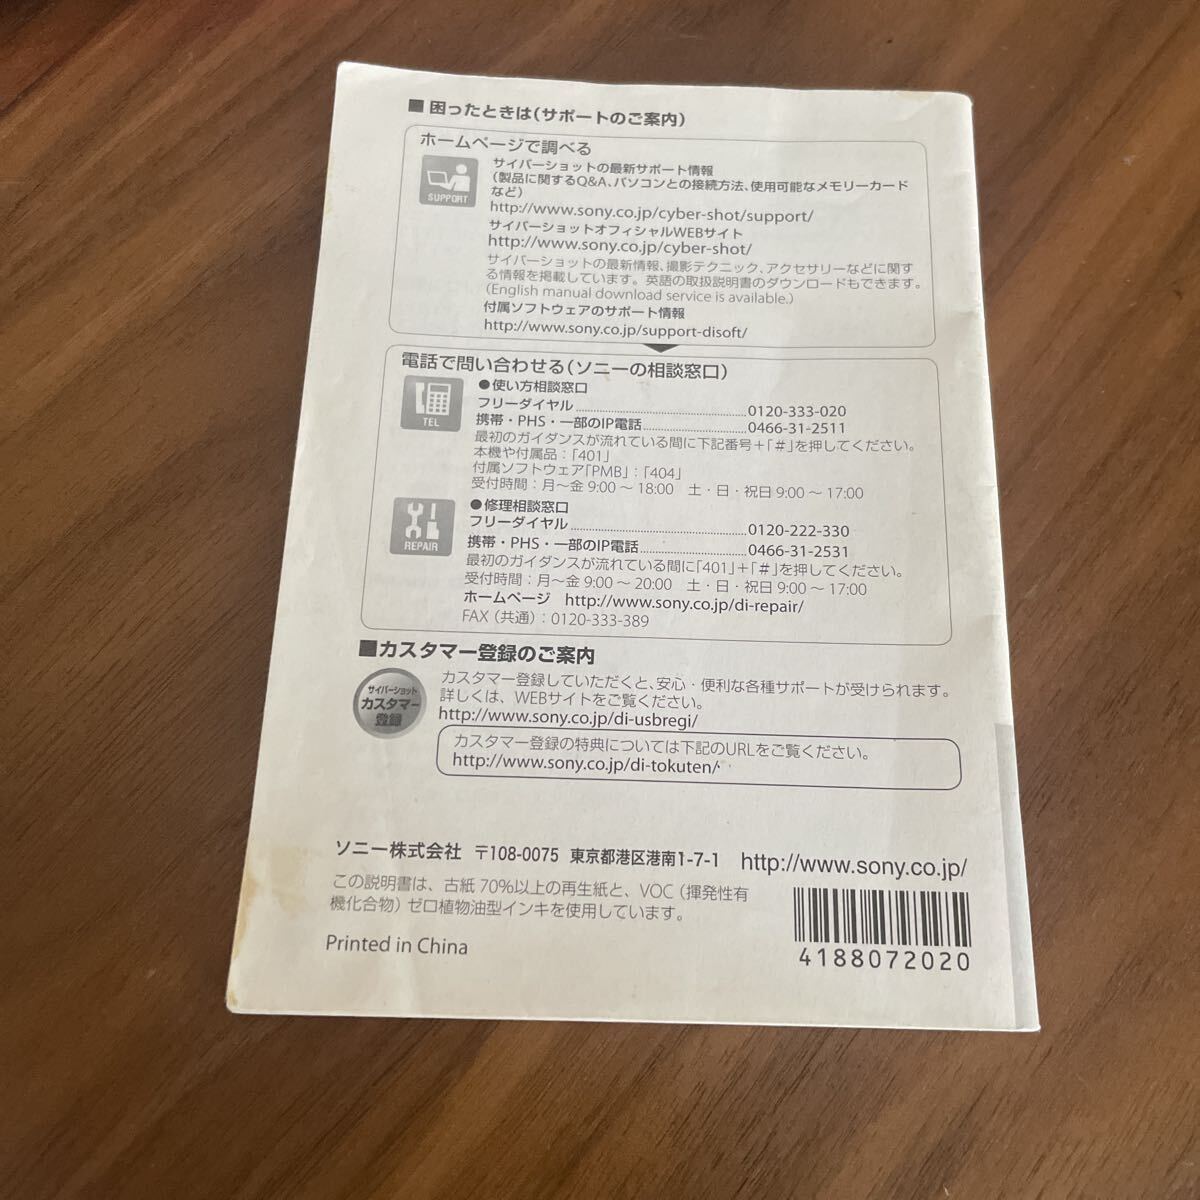 ■ 困ったときは（サポートのご案内）
ホームページで調べる
SUPPORT
サイバーショットの最新サポート情報
（製品に関するQ&A、パソコンとの接続方法、使用可能なメモリーカード
など）
http://www.sony.co.jp/cyber-shot/support/
サイバーショットオフィシャルWEBサイト
http://www.sony.co.jp/cyber-shot/
サイバーショットの最新情報、撮影テクニック、アクセサリーなどに関す
る情報を掲載しています。英語の取扱説明書のダウンロードもできます。
（English manual download service is available.）
付属ソフトウェアのサポート情報
http://www.sony.co.jp/support-disoft/
電話で問い合わせる（ソニーの相談窓口）
TEL
●使い方相談窓口
フリーダイヤル..............................0120-333-020
携帯・PHS・一部のIP電話..................0466-31-2511
最初のガイダンスが流れている間に下記番号＋「#」を押してください。
本機や付属品：「401」
付属ソフトウェア「PMB」：「404」
受付時間：月～金 9:00 ～ 18:00 土・日・祝日 9:00 ～ 17:00
REPAIR
●修理相談窓口
フリーダイヤル..............................0120-222-330
携帯・PHS・一部のIP電話..................0466-31-2531
最初のガイダンスが流れている間に「401」＋「#」を押してください。
受付時間：月～金 9:00 ～ 20:00 土・日・祝日 9:00 ～ 17:00
ホームページ http://www.sony.co.jp/di-repair/
FAX（共通）：0120-333-389
■カスタマー登録のご案内
サイバーショット
カスタマー
登録
カスタマー登録していただくと、安心・便利な各種サポートが受けられます。
詳しくは、WEBサイトをご覧ください。
http://www.sony.co.jp/di-usbregi/
カスタマー登録の特典については下記のURLをご覧ください。
http://www.sony.co.jp/di-tokuten/
ソニー株式会社 〒108-0075 東京都港区港南1-7-1 http://www.sony.co.jp/
この説明書は、古紙 70%以上の再生紙と、VOC（揮発性有
機化合物）ゼロ植物油型インキを使用しています。
Printed in China
4188072020